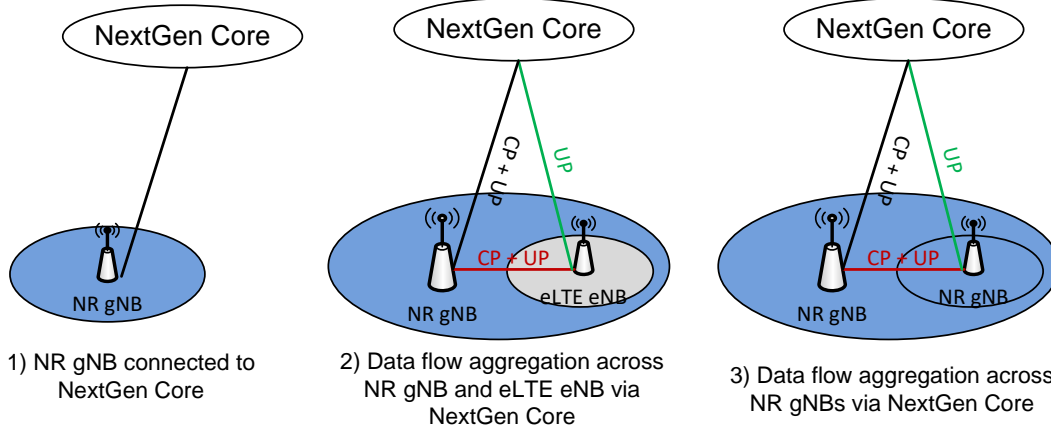 NextGen Core
NR gNB
1) NR gNB connected to
NextGen Core
NextGen Core
CP + UP
UP
CP + UP
eLTE eNB
NR gNB
2) Data flow aggregation across
NR gNB and eLTE eNB via
NextGen Core
NextGen Core
CP + UP
UP
CP + UP
NR gNB
NR gNB
3) Data flow aggregation across
NR gNBs via NextGen Core